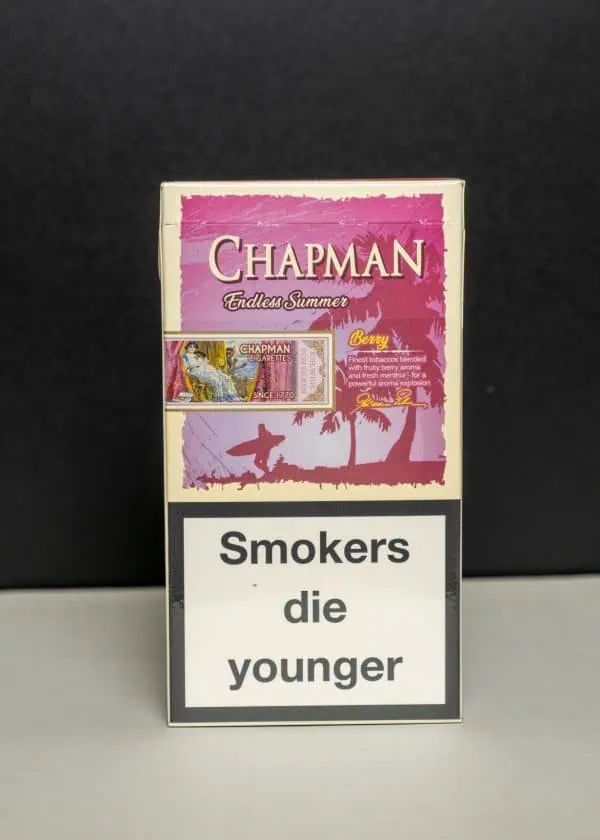 CHAPMAN
Endless Summer
CHAPMAN
CIGARETTES
SINCE 1770
Berry
Finest tobaccos blended
with fruity berry aroma
and fresh menthol - for a
powerful aroma explosion
Smokers
die
younger